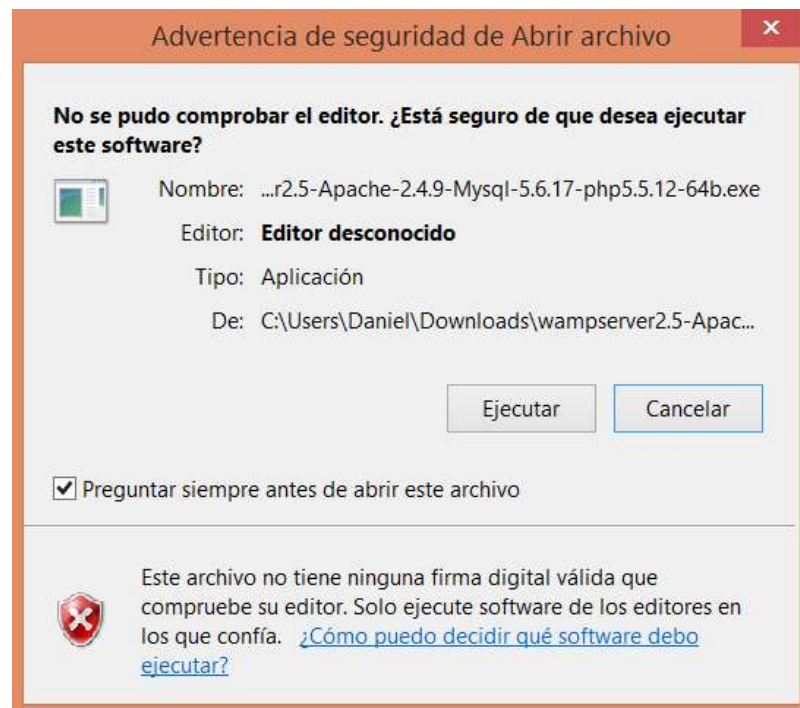 Advertencia de seguridad de Abrir archivo
No se pudo comprobar el editor. ¿Está seguro de que desea ejecutar
este software?
Nombre: ...r2.5-Apache-2.4.9-Mysql-5.6.17-php5.5.12-64b.exe
Editor: Editor desconocido
Tipo: Aplicación
De: C:\Users\Daniel\Downloads\wampserver2.5-Apac...
Ejecutar Cancelar
Preguntar siempre antes de abrir este archivo
Este archivo no tiene ninguna firma digital válida que
compruebe su editor. Solo ejecute software de los editores en
los que confía. ¿Cómo puedo decidir qué software debo
ejecutar?